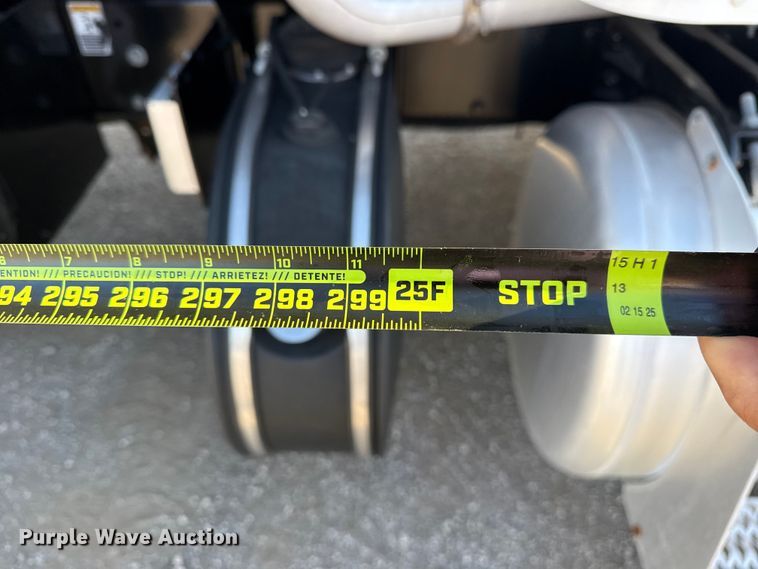 6 7 8 9 10 11
ENTION! /// PRECAUCION! /// STOP! /// ARRIETEZ! /// DETENTE!
94 295 296 297 298 299 25F STOP
15 H 1
13
02 15 25
Purple Wave Auction